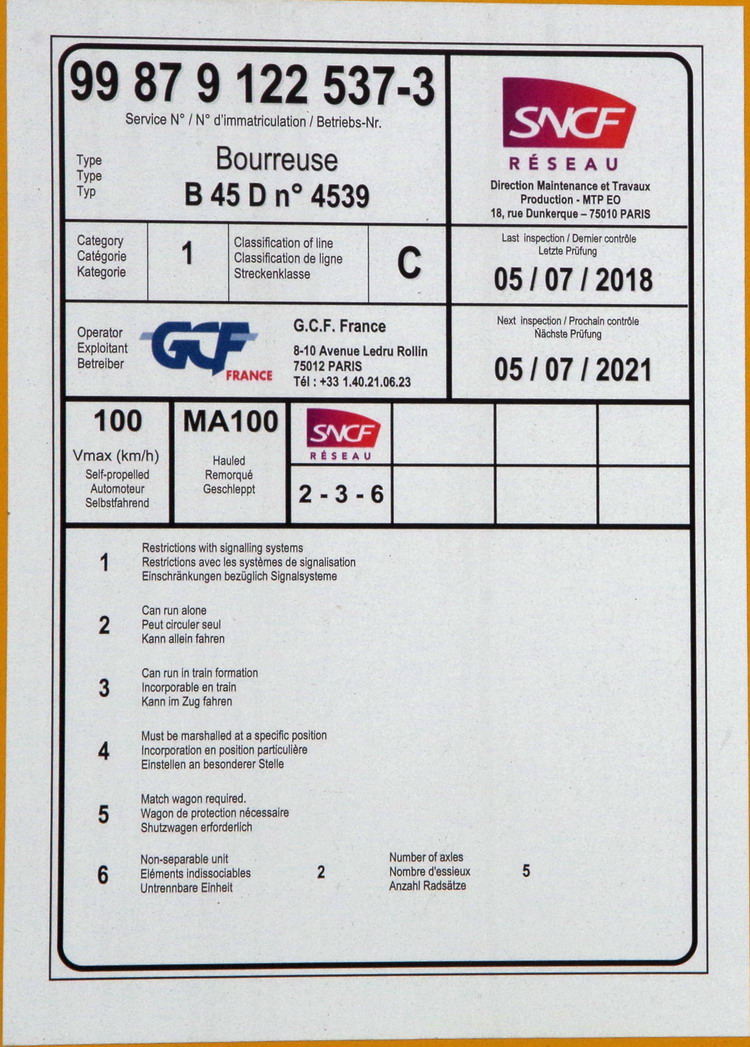 99 87 9 122 537-3
Service N° / N° d'immatriculation / Betriebs-Nr.
Type
Type
Typ
Bourreuse
B 45 D n° 4539
SNCF
RÉSEAU
Direction Maintenance et Travaux
Production - MTP EO
18, rue Dunkerque – 75010 PARIS
Category
Catégorie
Kategorie
1
Classification of line
Classification de ligne
Streckenklasse
C
Last inspection / Dernier contrôle
Letzte Prüfung
05 / 07 / 2018
Operator
Exploitant
Betreiber
GCF
FRANCE
G.C.F. France
8-10 Avenue Ledru Rollin
75012 PARIS
Tél : +33 1.40.21.06.23
Next inspection / Prochain contrôle
Nächste Prüfung
05 / 07 / 2021
100
Vmax (km/h)
Self-propelled
Automoteur
Selbstfahrend
MA100
Hauled
Remorqué
Geschleppt
SNCF
RÉSEAU
2 - 3 - 6
1
Restrictions with signalling systems
Restrictions avec les systèmes de signalisation
Einschränkungen bezüglich Signalsysteme
2
Can run alone
Peut circuler seul
Kann allein fahren
3
Can run in train formation
Incorporable en train
Kann im Zug fahren
4
Must be marshalled at a specific position
Incorporation en position particulière
Einstellen an besonderer Stelle
5
Match wagon required.
Wagon de protection nécessaire
Shutzwagen erforderlich
6
Non-separable unit
Eléments indissociables
Untrennbare Einheit
2
Number of axles
Nombre d'essieux
Anzahl Radsätze
5